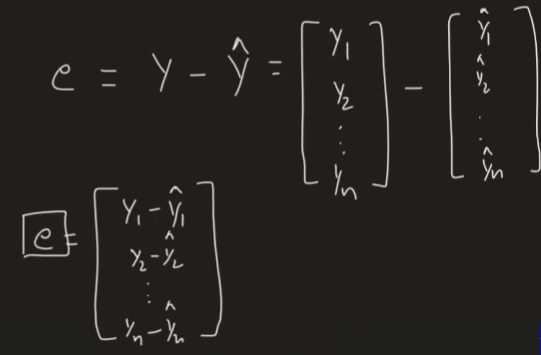 e = Y - Ŷ = [y₁ y₂ ⋮ yₙ] - [ŷ₁ ŷ₂ ⋮ ŷₙ]
e = [y₁ - ŷ₁ y₂ - ŷ₂ ⋮ yₙ - ŷₙ]